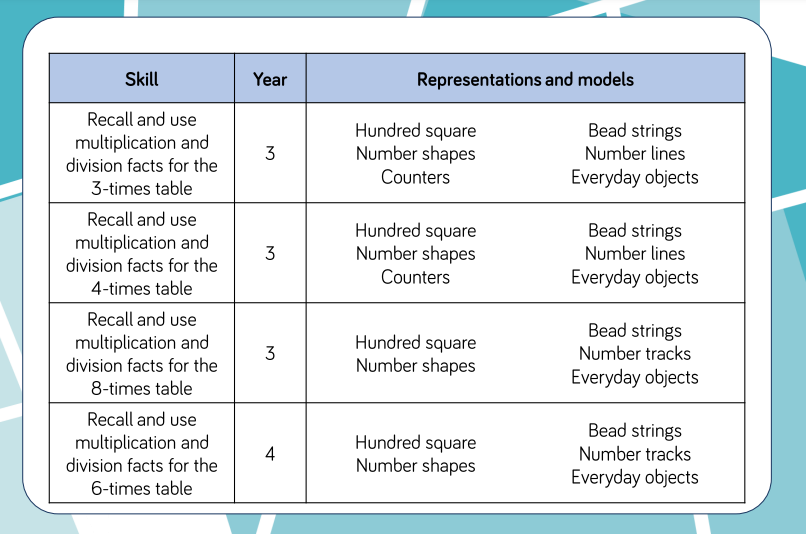 Skill
Year
Representations and models
Recall and use
multiplication and
division facts for the
3-times table
3
Hundred square
Number shapes
Counters
Bead strings
Number lines
Everyday objects
Recall and use
multiplication and
division facts for the
4-times table
3
Hundred square
Number shapes
Counters
Bead strings
Number lines
Everyday objects
Recall and use
multiplication and
division facts for the
8-times table
3
Hundred square
Number shapes
Bead strings
Number tracks
Everyday objects
Recall and use
multiplication and
division facts for the
6-times table
4
Hundred square
Number shapes
Bead strings
Number tracks
Everyday objects